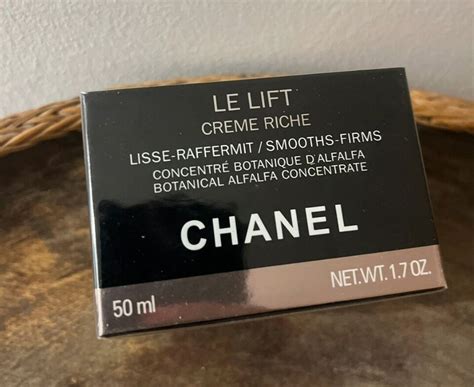 LE LIFT
CREME RICHE
LISSE-RAFFERMIT / SMOOTHS-FIRMS
CONCENTRÉ BOTANIQUE D'ALFALFA
BOTANICAL ALFALFA CONCENTRATE
CHANEL
50 ml NET.WT. 1.7 OZ.